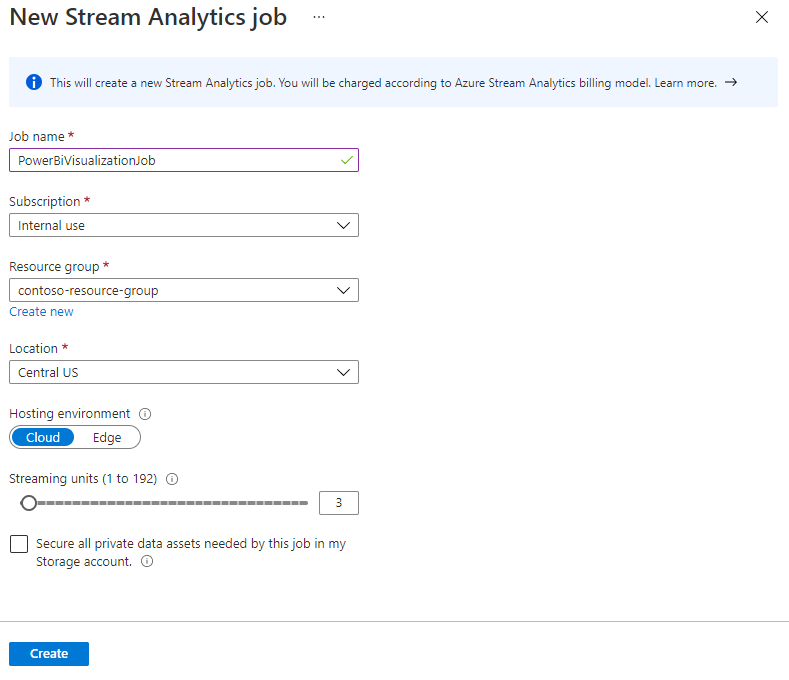 New Stream Analytics job ...
This will create a new Stream Analytics job. You will be charged according to Azure Stream Analytics billing model. Learn more. →
Job name *
PowerBiVisualizationJob
Subscription *
Internal use
Resource group *
contoso-resource-group
Create new
Location *
Central US
Hosting environment
Cloud Edge
Streaming units (1 to 192)
3
Secure all private data assets needed by this job in my
Storage account.
Create